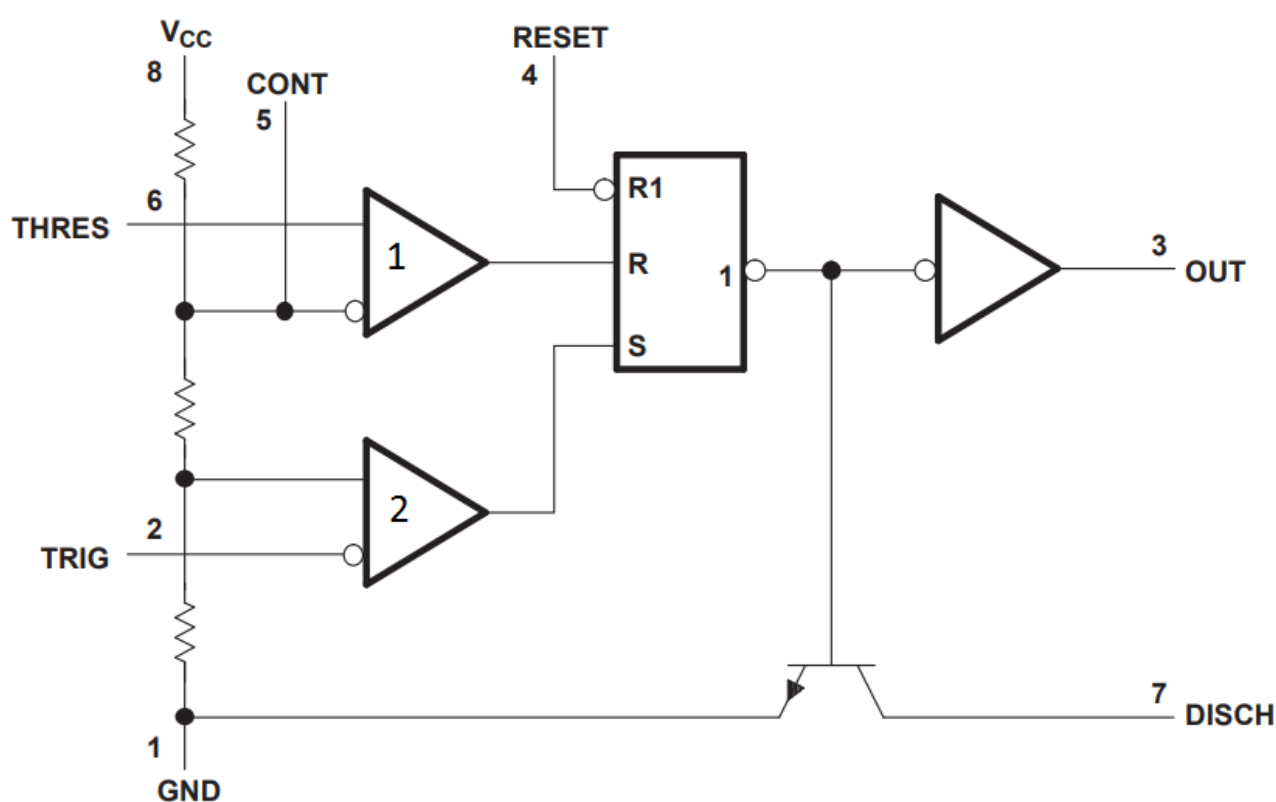 VCC
8
RESET
4
CONT
5
6
THRES
1
R1
R
1
S
3
OUT
2
2
TRIG
7
DISCH
1
GND